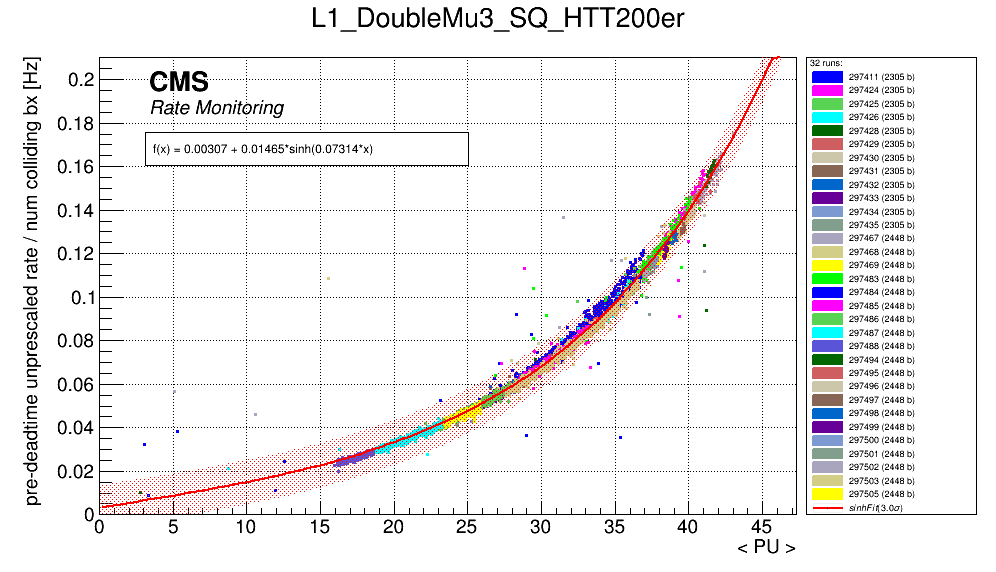 L1_DoubleMu3_SQ_HTT200er
pre-deadtime unprescaled rate / num colliding bx [Hz]
CMS
Rate Monitoring
f(x) = 0.00307 + 0.01465*sinh(0.07314*x)
0.2
0.18
0.16
0.14
0.12
0.1
0.08
0.06
0.04
0.02
0
0 5 10 15 20 25 30 35 40 45
< PU >
32 runs:
297411 (2305 b)
297424 (2305 b)
297425 (2305 b)
297426 (2305 b)
297428 (2305 b)
297429 (2305 b)
297430 (2305 b)
297431 (2305 b)
297432 (2305 b)
297433 (2305 b)
297434 (2305 b)
297435 (2305 b)
297467 (2448 b)
297468 (2448 b)
297469 (2448 b)
297483 (2448 b)
297484 (2448 b)
297485 (2448 b)
297486 (2448 b)
297487 (2448 b)
297488 (2448 b)
297494 (2448 b)
297495 (2448 b)
297496 (2448 b)
297497 (2448 b)
297498 (2448 b)
297499 (2448 b)
297500 (2448 b)
297501 (2448 b)
297502 (2448 b)
297503 (2448 b)
297505 (2448 b)
sinhFit(3.0σ)